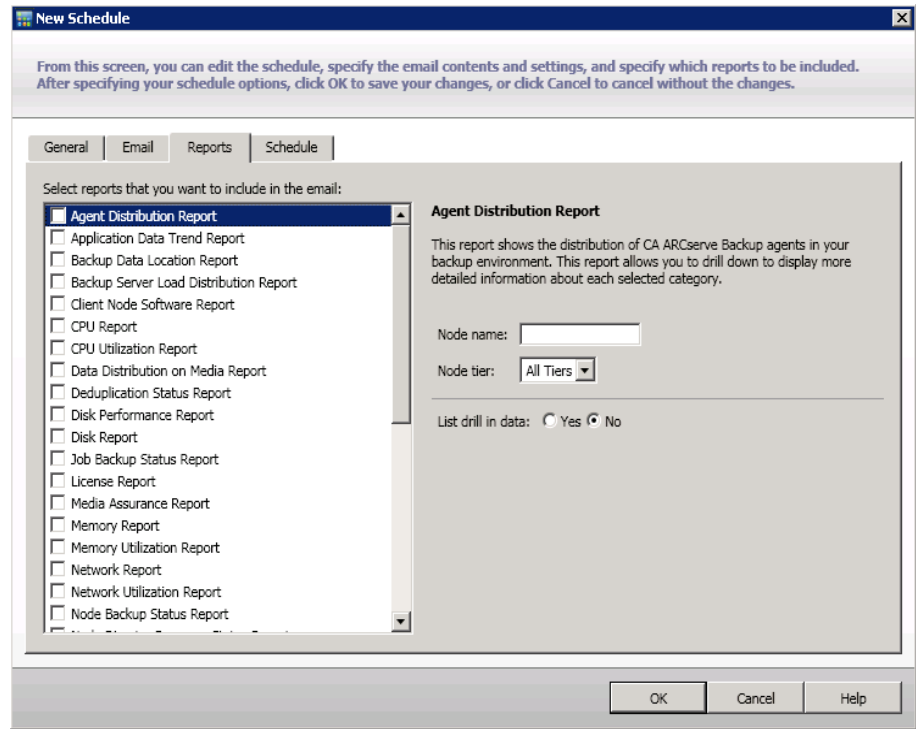 New Schedule
From this screen, you can edit the schedule, specify the email contents and settings, and specify which reports to be included.
After specifying your schedule options, click OK to save your changes, or click Cancel to cancel without the changes.
General
Email
Reports
Schedule
Select reports that you want to include in the email:
Agent Distribution Report
Application Data Trend Report
Backup Data Location Report
Backup Server Load Distribution Report
Client Node Software Report
CPU Report
CPU Utilization Report
Data Distribution on Media Report
Deduplication Status Report
Disk Performance Report
Disk Report
Job Backup Status Report
License Report
Media Assurance Report
Memory Report
Memory Utilization Report
Network Report
Network Utilization Report
Node Backup Status Report
Agent Distribution Report
This report shows the distribution of CA ARCserve Backup agents in your
backup environment. This report allows you to drill down to display more
detailed information about each selected category.
Node name:
Node tier: All Tiers
List drill in data: Yes No
OK
Cancel
Help